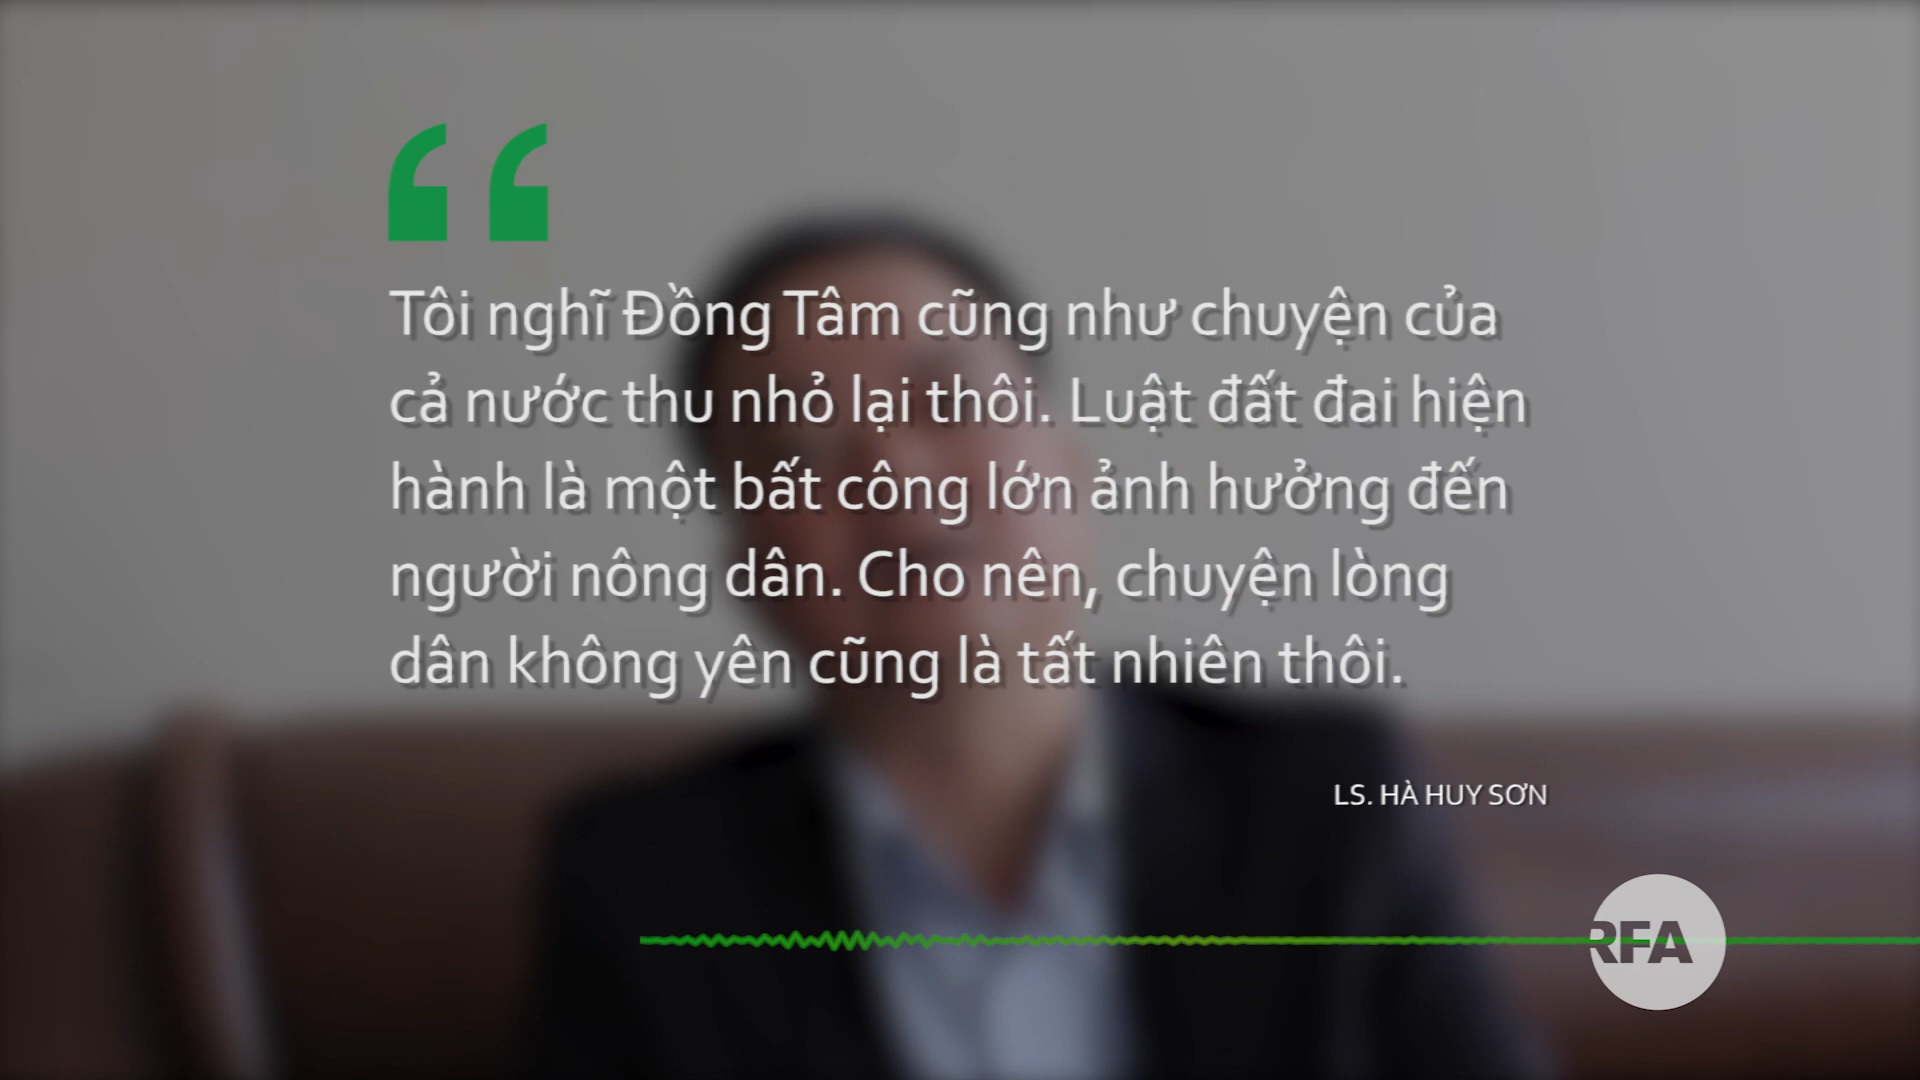 Tôi nghĩ Đồng Tâm cũng như chuyện của
cả nước thu nhỏ lại thôi. Luật đất đai hiện
hành là một bất công lớn ảnh hưởng đến
người nông dân. Cho nên, chuyện lòng
dân không yên cũng là tất nhiên thôi.
LS. HÀ HUY SƠN
RFA